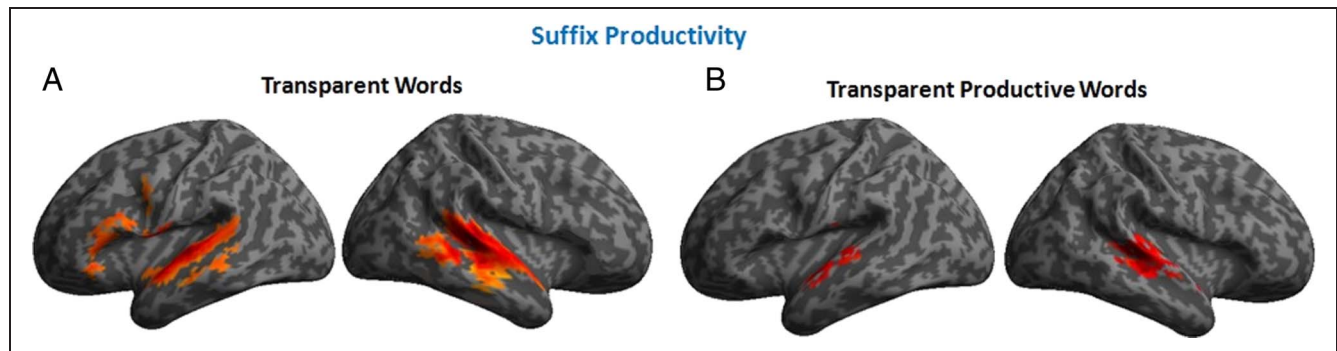 Suffix Productivity
A
Transparent Words
B
Transparent Productive Words